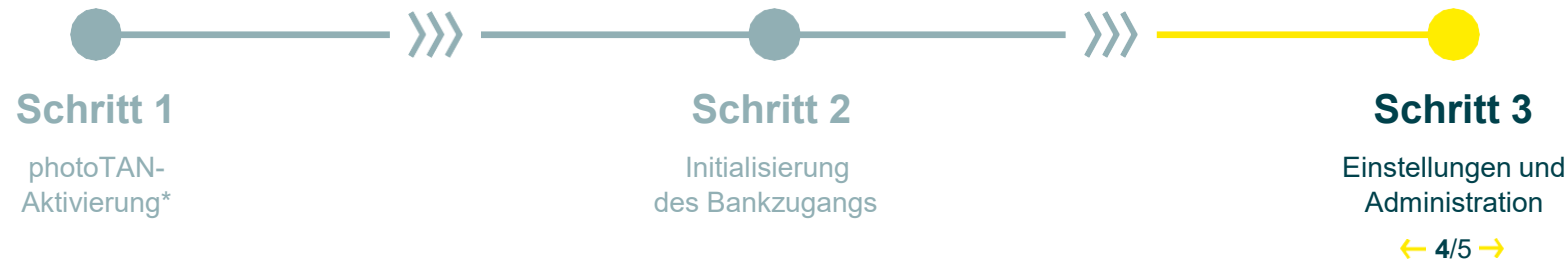 Schritt 1
photoTAN-
Aktivierung*
Schritt 2
Initialisierung
des Bankzugangs
Schritt 3
Einstellungen und
Administration
← 4/5 →